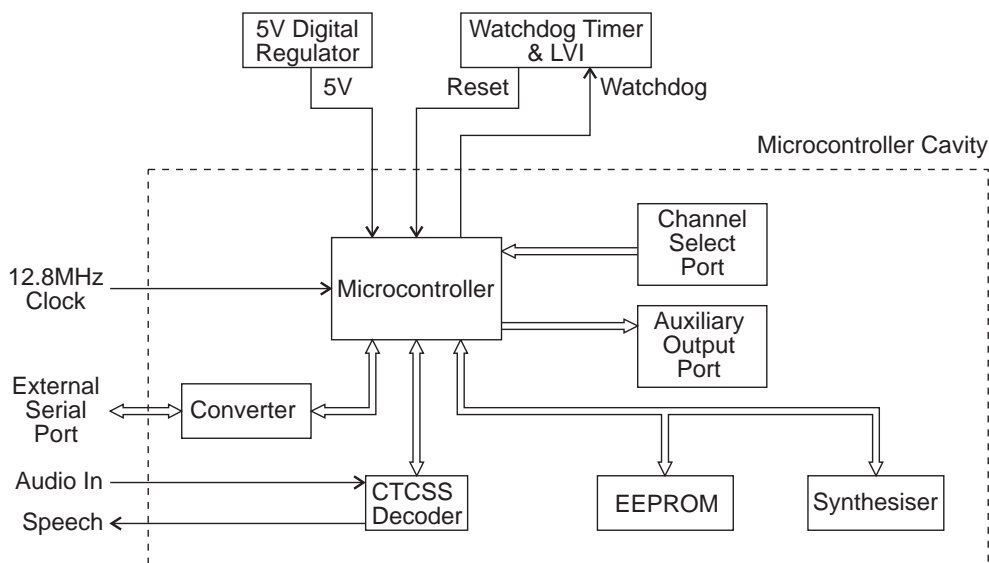 5V Digital
Regulator
Watchdog Timer
& LVI
5V
Reset
Watchdog
Microcontroller Cavity
Channel
Select
Port
12.8MHz
Clock
Microcontroller
Auxiliary
Output
Port
External
Serial
Port
Converter
Audio In
CTCSS
Decoder
EEPROM
Synthesiser
Speech